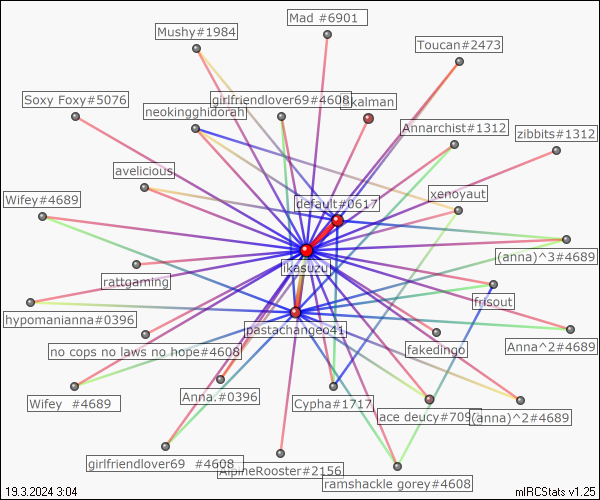 Mad #6901
Mushy#1984
Toucan#2473
Soxy Foxy#5076
girlfriendlover69#4608
kalman
neokingghidorah
Annarchist#1312
zibbits#1312
avelicious
xenoyaut
Wifey#4689
default#0617
(anna)^3#4689
ikasuzu
rattgaming
frisout
hypomanianna#0396
pastachangeo41
Anna^2#4689
no cops no laws no hope#4608
fakedingo
Wifey #4689
Anna.#0396
Cypha#1717
ace deucy#709
(anna)^2#4689
girlfriendlover69 #4608
AlpineRooster#2156
ramshackle gorey#4608
19.3.2024 3:04
mIRCStats v1.25